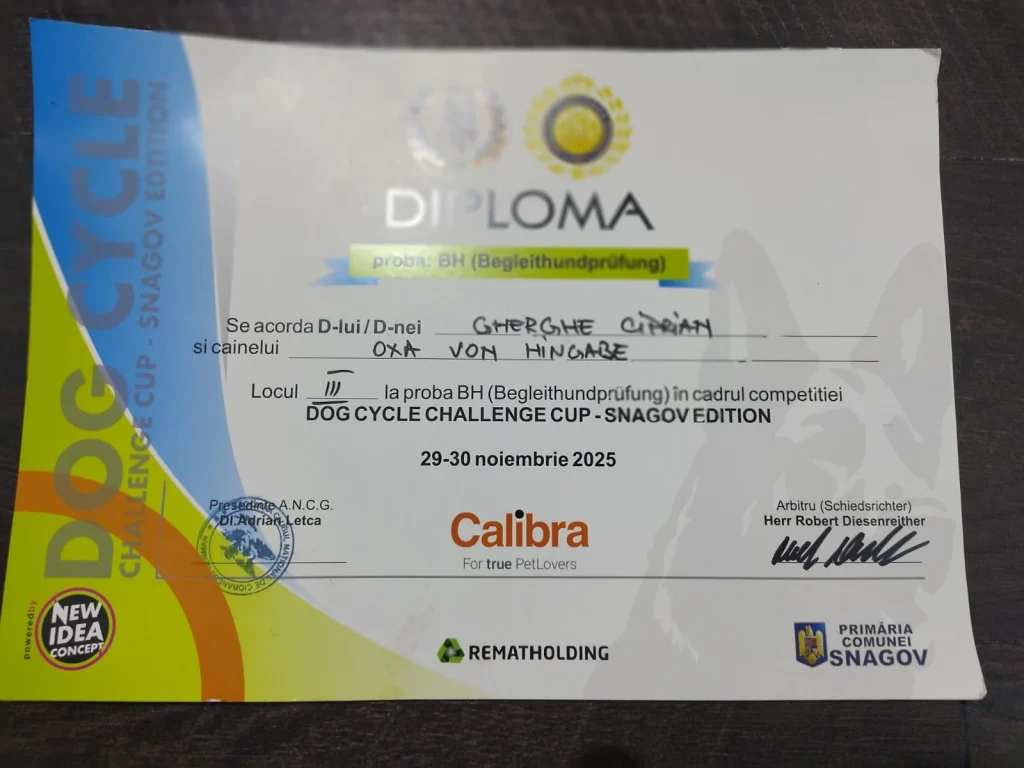 DOG CYCLE
CHALLENGE CUP - SNAGOV EDITION
DIPLOMA
proba: BH (Begleithundprüfung)
Se acorda D-lui / D-nei GHERGHE CIPRIAN
si cainelui OXA VON HINGABE
Locul III la proba BH (Begleithundprüfung) în cadrul competitiei
DOG CYCLE CHALLENGE CUP - SNAGOV EDITION
29-30 noiembrie 2025
Presedinte A.N.C.G.
Dl.Adrian Letca
Calibra
For true PetLovers
Arbitru (Schiedsrichter)
Herr Robert Diesenreither
poweredby
NEW
IDEA
CONCEPT
REMATHOLDING
PRIMĂRIA
COMUNEI
SNAGOV